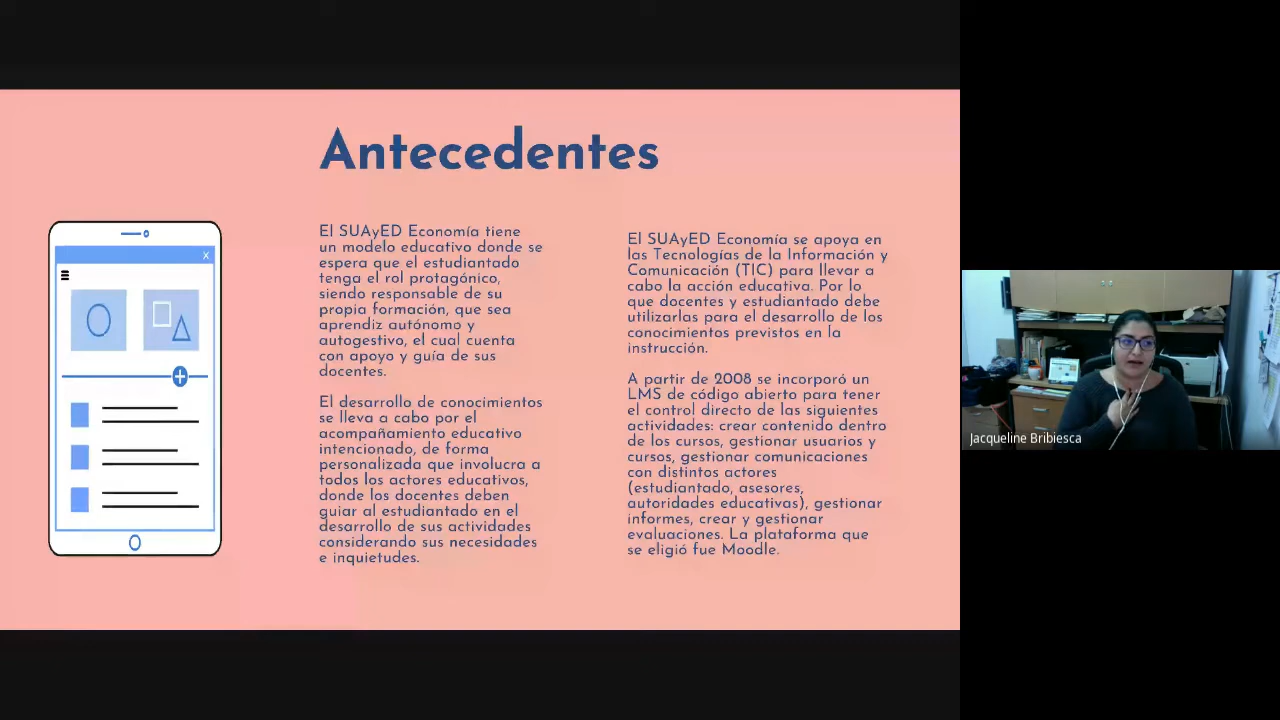 Antecedentes
El SUAyED Economía tiene
un modelo educativo donde se
espera que el estudiantado
tenga el rol protagónico,
siendo responsable de su
propia formación, que sea
aprendiz autónomo y
autogestivo, el cual cuenta
con apoyo y guía de sus
docentes.
El desarrollo de conocimientos
se lleva a cabo por el
acompañamiento educativo
intencionado, de forma
personalizada que involucra a
todos los actores educativos,
donde los docentes deben
guiar al estudiantado en el
desarrollo de sus actividades
considerando sus necesidades
e inquietudes.
El SUAyED Economía se apoya en
las Tecnologías de la Información y
Comunicación (TIC) para llevar a
cabo la acción educativa. Por lo
que docentes y estudiantado debe
utilizarlas para el desarrollo de los
conocimientos previstos en la
instrucción.
A partir de 2008 se incorporó un
LMS de código abierto para tener
el control directo de las siguientes
actividades: crear contenido dentro
de los cursos, gestionar usuarios y
cursos, gestionar comunicaciones
con distintos actores
(estudiantado, asesores,
autoridades educativas), gestionar
informes, crear y gestionar
evaluaciones. La plataforma que
se eligió fue Moodle.
Jacqueline Bribiesca